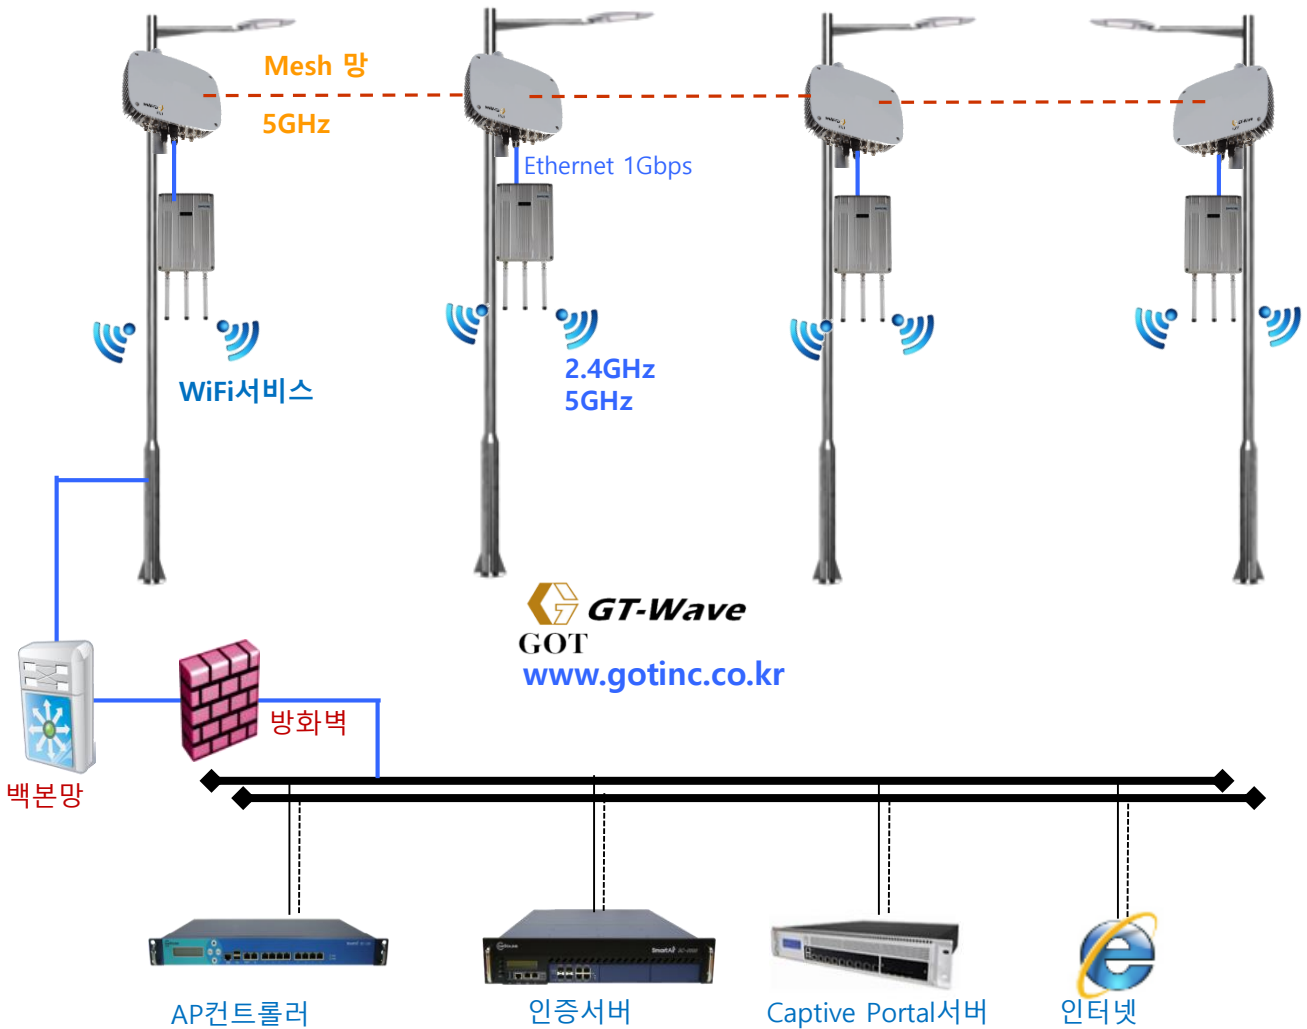 Mesh 망
5GHz
GT-Wave
Ethernet 1Gbps
WiFi서비스
2.4GHz
5GHz
GT-Wave
GOT
www.gotinc.co.kr
방화벽
백본망
AP컨트롤러
인증서버
Captive Portal서버
인터넷